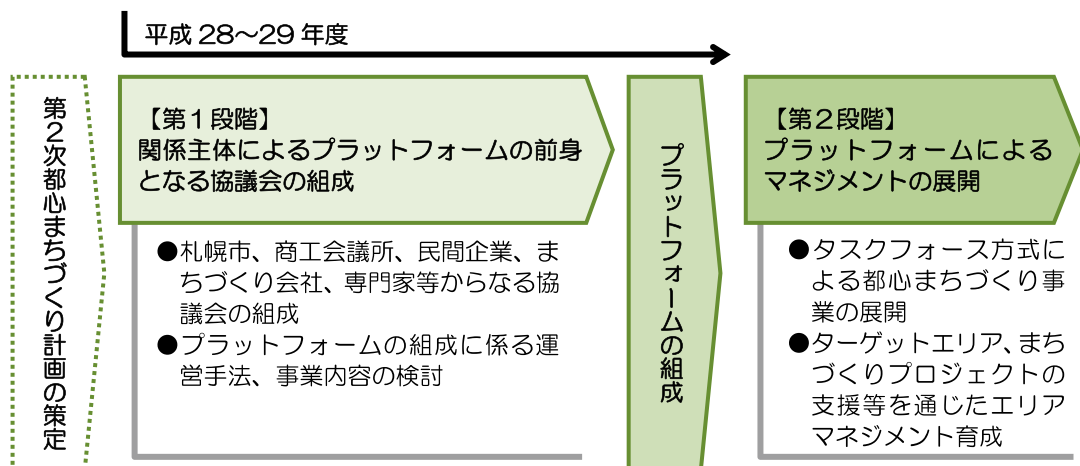 平成 28～29 年度
第２次都心まちづくり計画の策定
【第１段階】
関係主体によるプラットフォームの前身
となる協議会の組成
●札幌市、商工会議所、民間企業、ま
ちづくり会社、専門家等からなる協
議会の組成
●プラットフォームの組成に係る運
営手法、事業内容の検討
プラットフォームの組成
【第２段階】
プラットフォームによる
マネジメントの展開
●タスクフォース方式に
よる都心まちづくり事
業の展開
●ターゲットエリア、まち
づくりプロジェクトの
支援等を通じたエリア
マネジメント育成